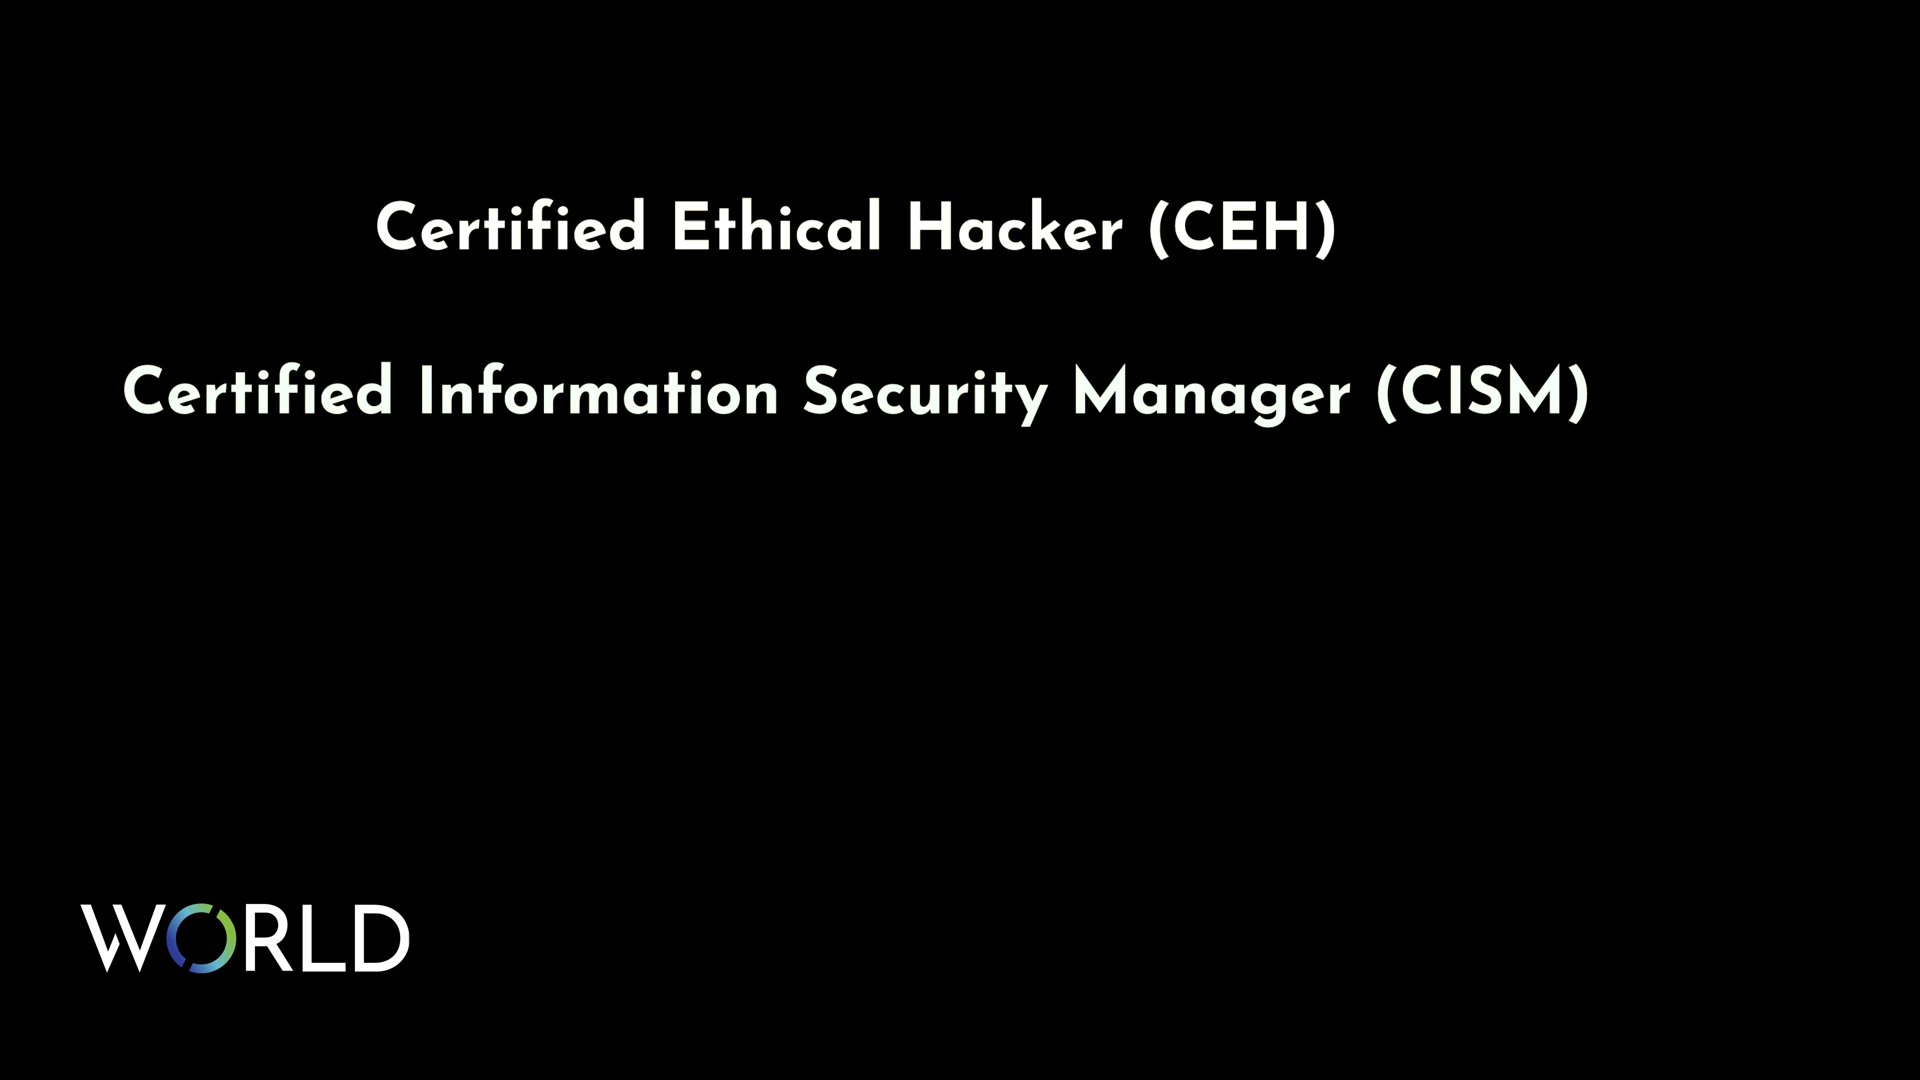 Certified Ethical Hacker (CEH)
Certified Information Security Manager (CISM)
WORLD